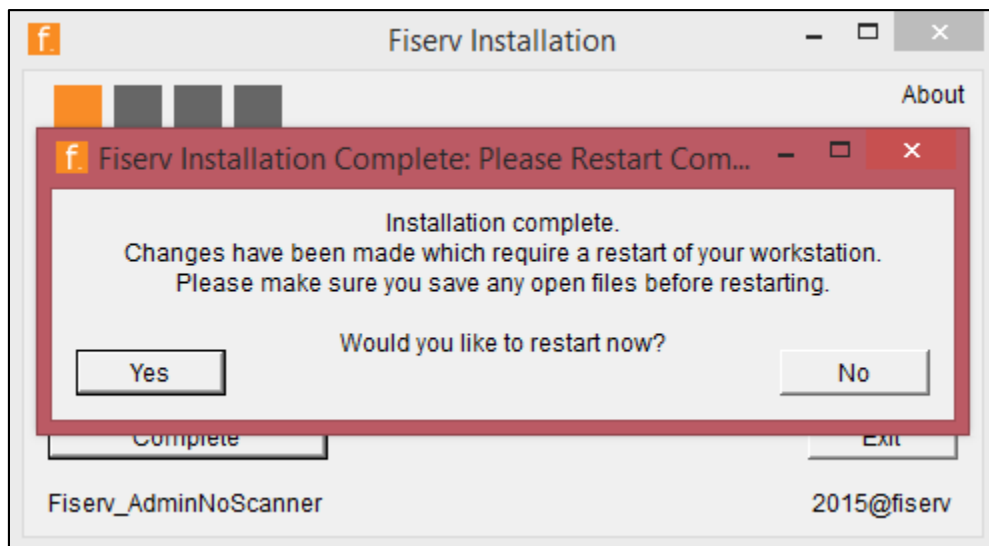 f.
Fiserv Installation
About
f.
Fiserv Installation Complete: Please Restart Com...
Installation complete.
Changes have been made which require a restart of your workstation.
Please make sure you save any open files before restarting.
Would you like to restart now?
Yes
No
Complete
Exit
Fiserv_AdminNoScanner
2015@fiserv